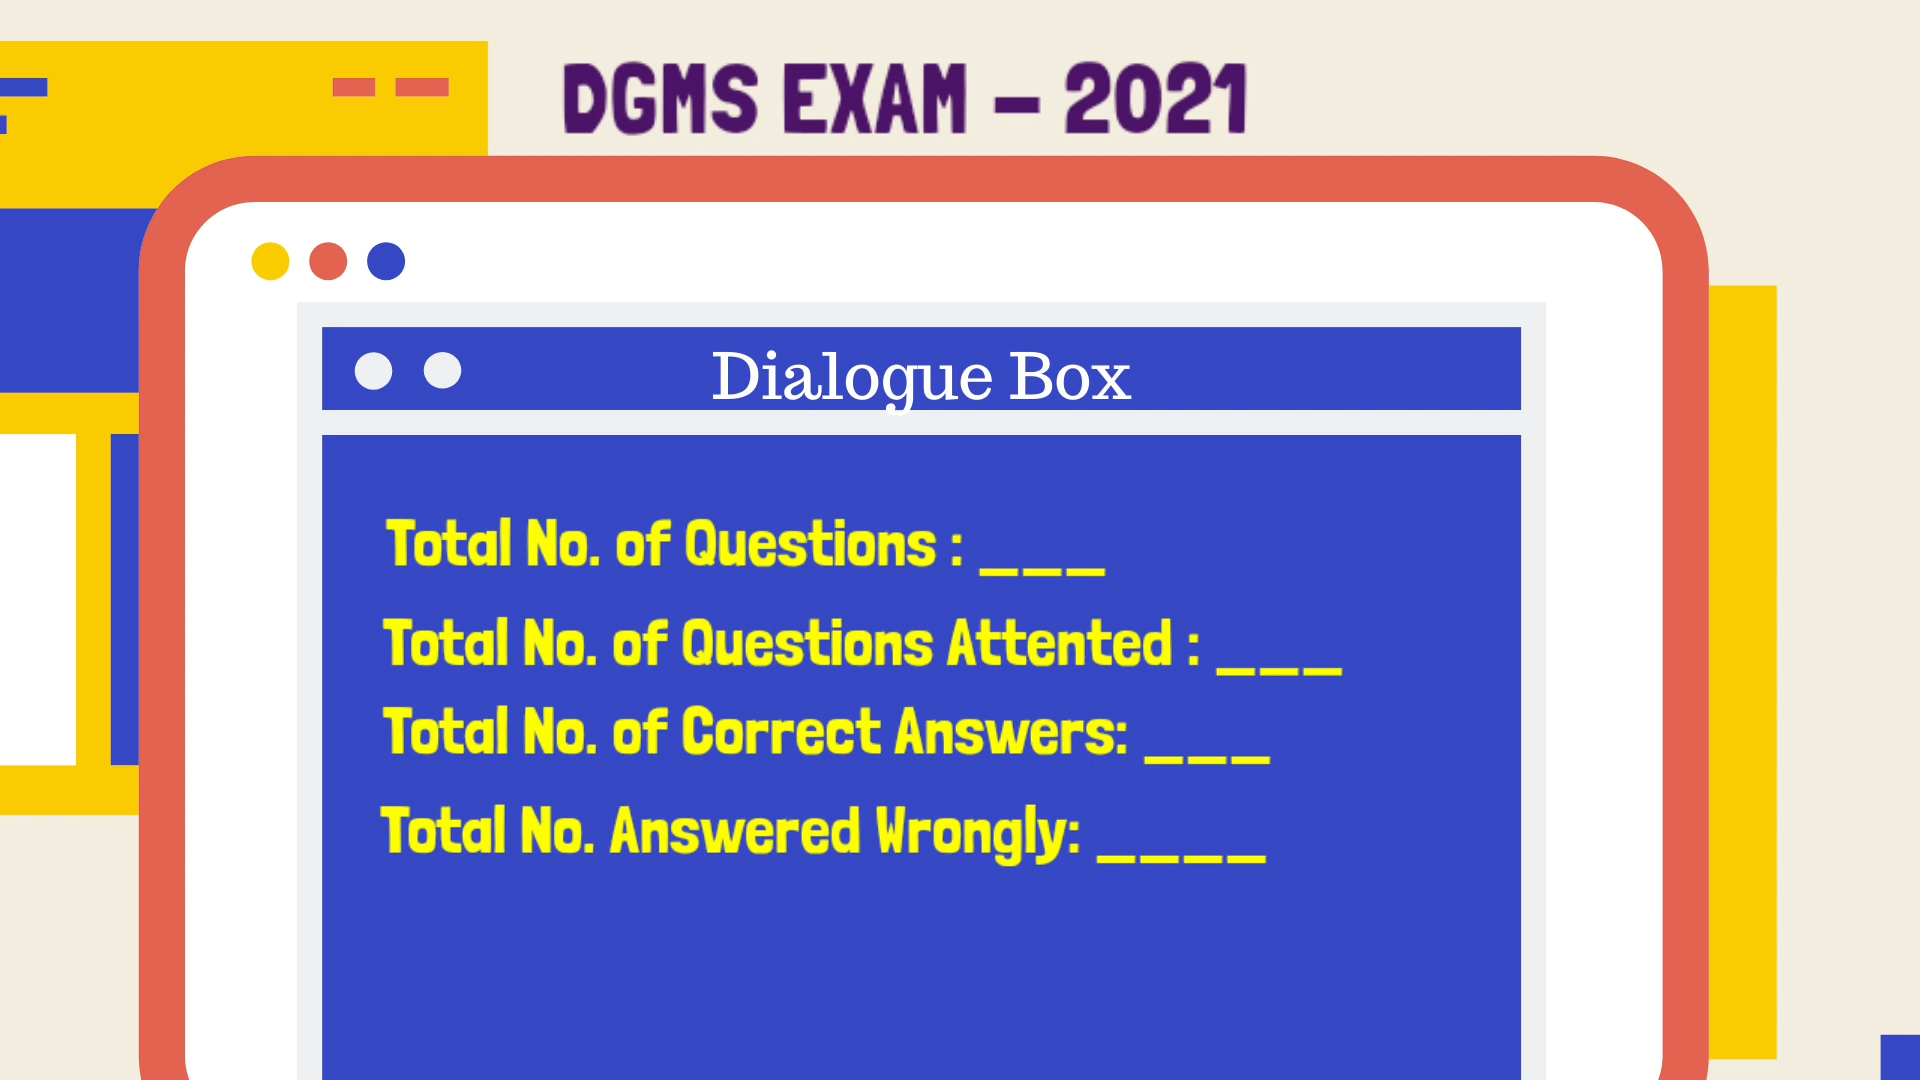 DGMS EXAM - 2021
Dialogue Box
Total No. of Questions : ___
Total No. of Questions Attented : ___
Total No. of Correct Answers: ___
Total No. Answered Wrongly: ____